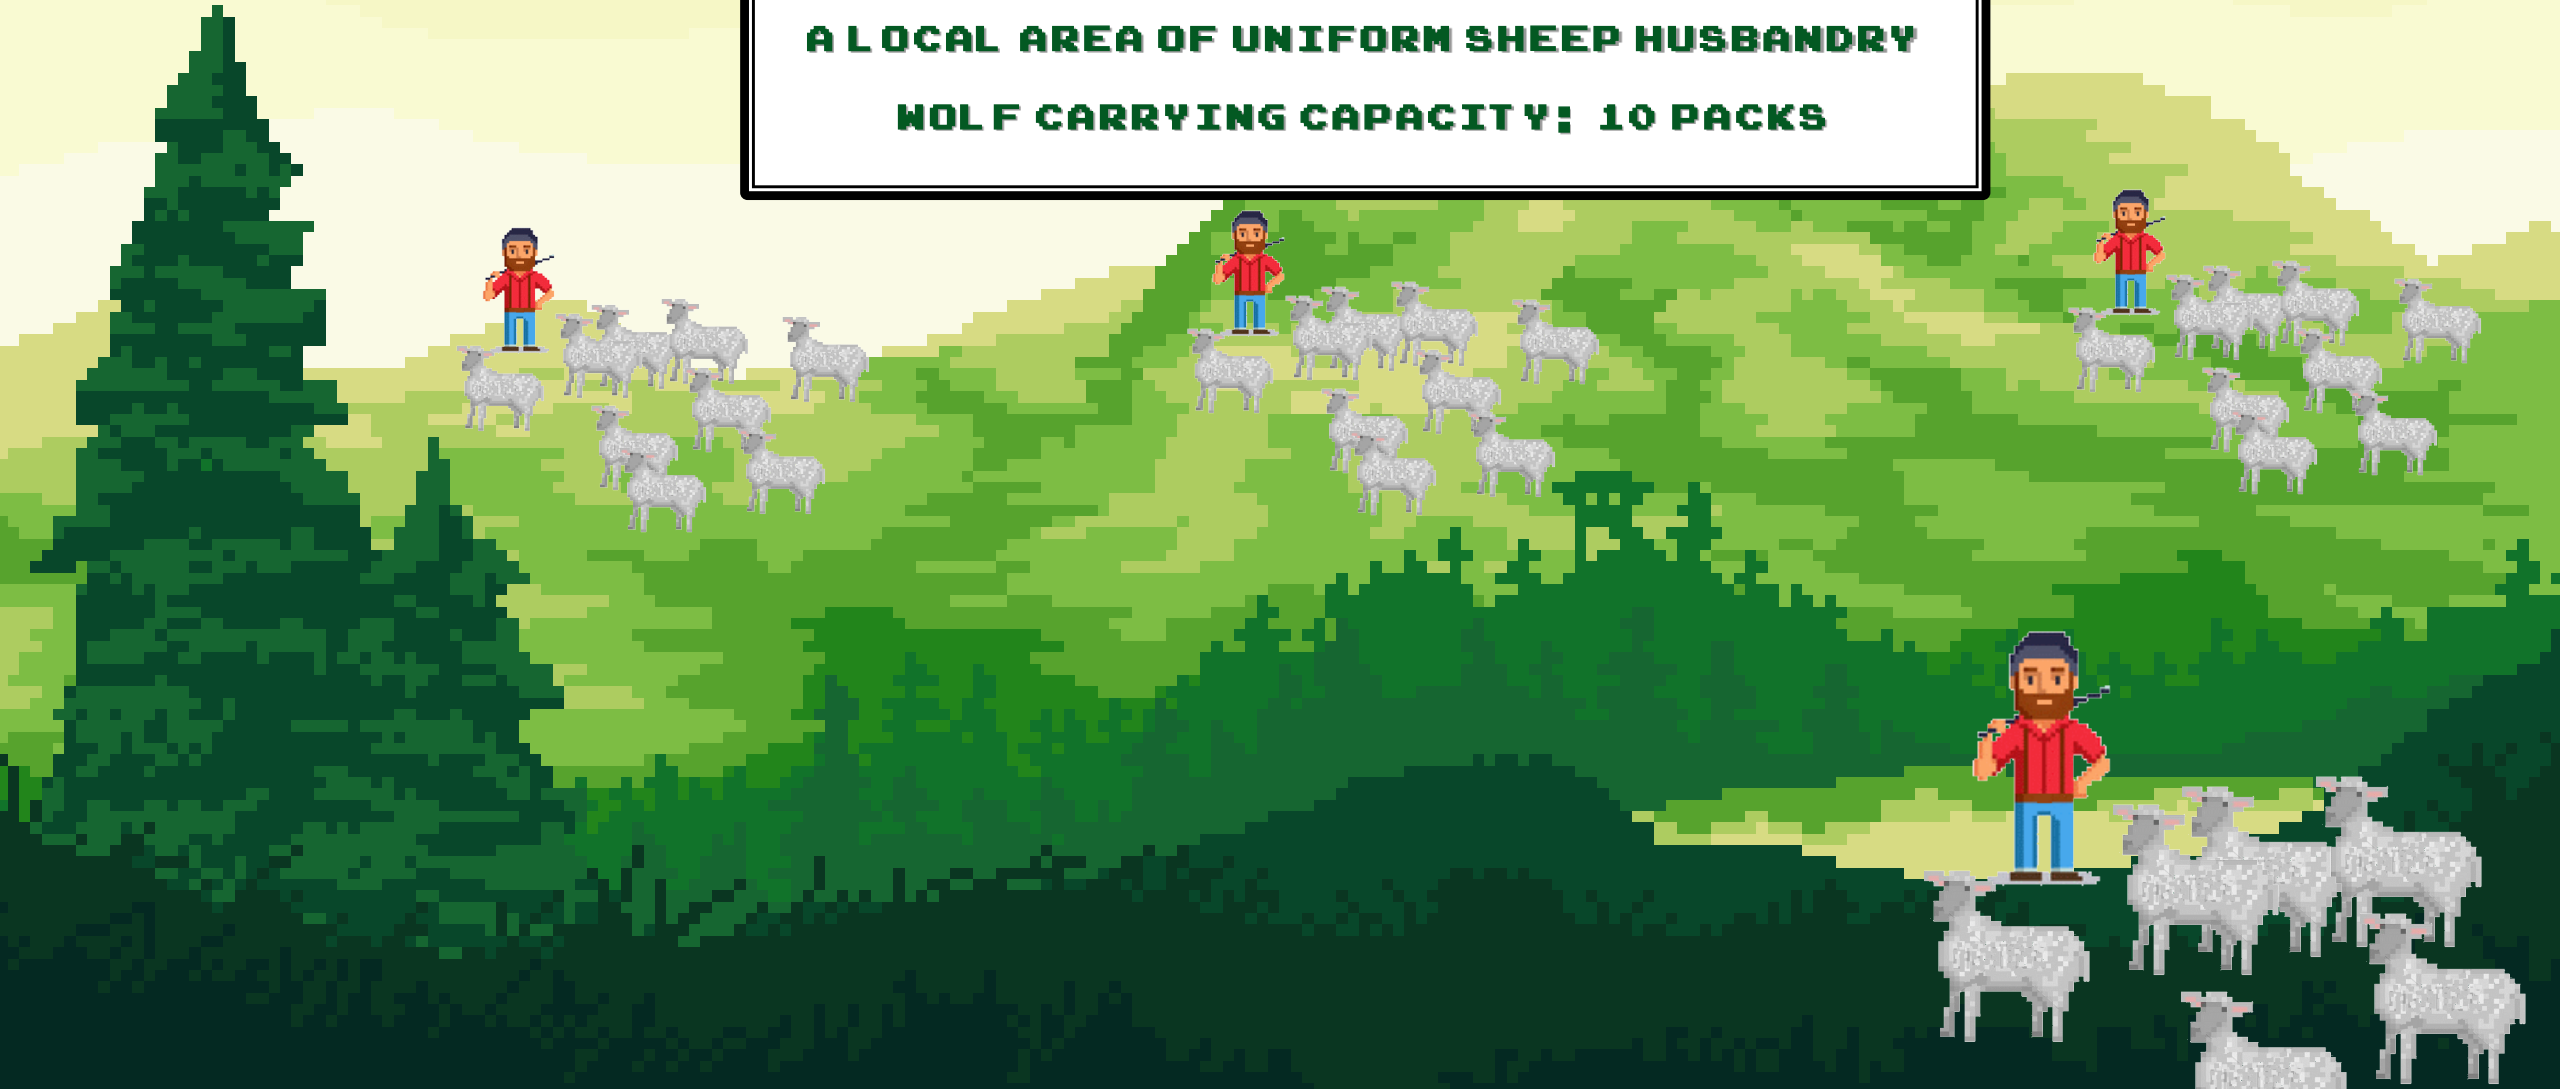 A LOCAL AREA OF UNIFORM SHEEP HUSBANDRY
WOLF CARRYING CAPACITY: 10 PACKS